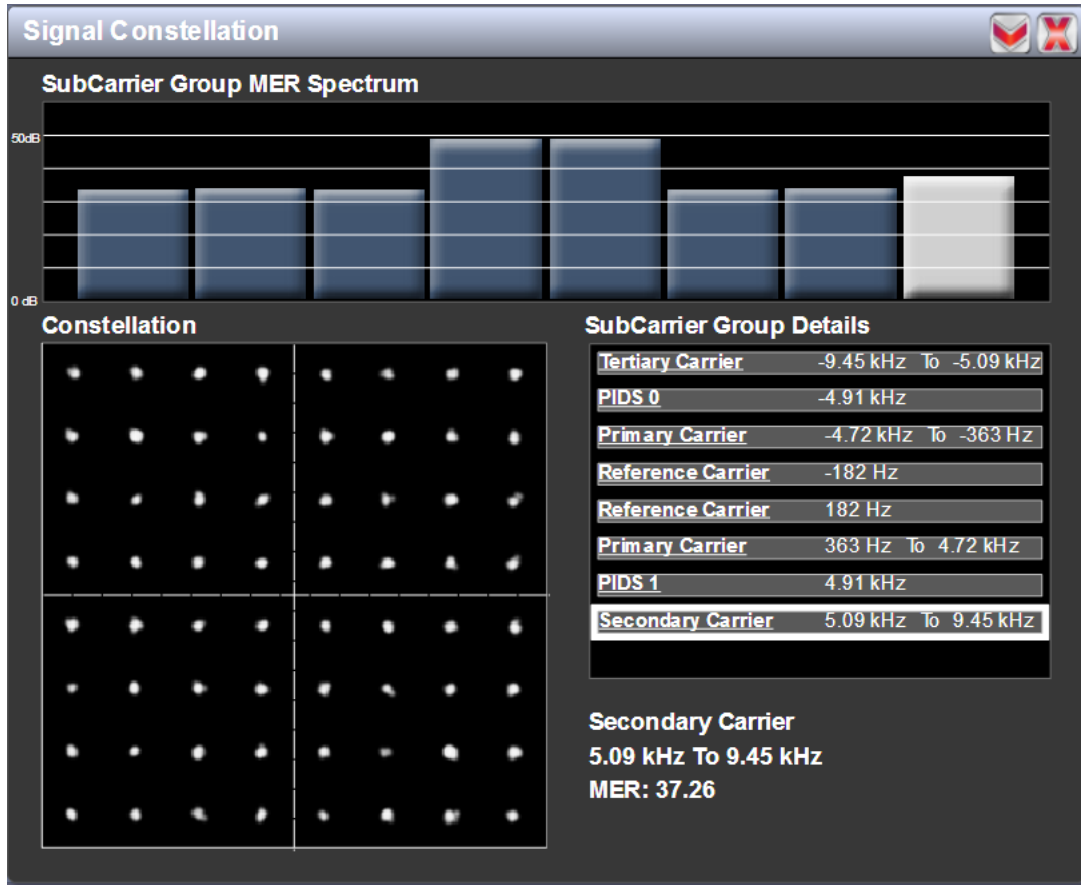 Signal Constellation
SubCarrier Group MER Spectrum
50dB
0 dB
Constellation
SubCarrier Group Details
Tertiary Carrier -9.45 kHz To -5.09 kHz
PIDS 0 -4.91 kHz
Primary Carrier -4.72 kHz To -363 Hz
Reference Carrier -182 Hz
Reference Carrier 182 Hz
Primary Carrier 363 Hz To 4.72 kHz
PIDS 1 4.91 kHz
Secondary Carrier 5.09 kHz To 9.45 kHz
Secondary Carrier
5.09 kHz To 9.45 kHz
MER: 37.26